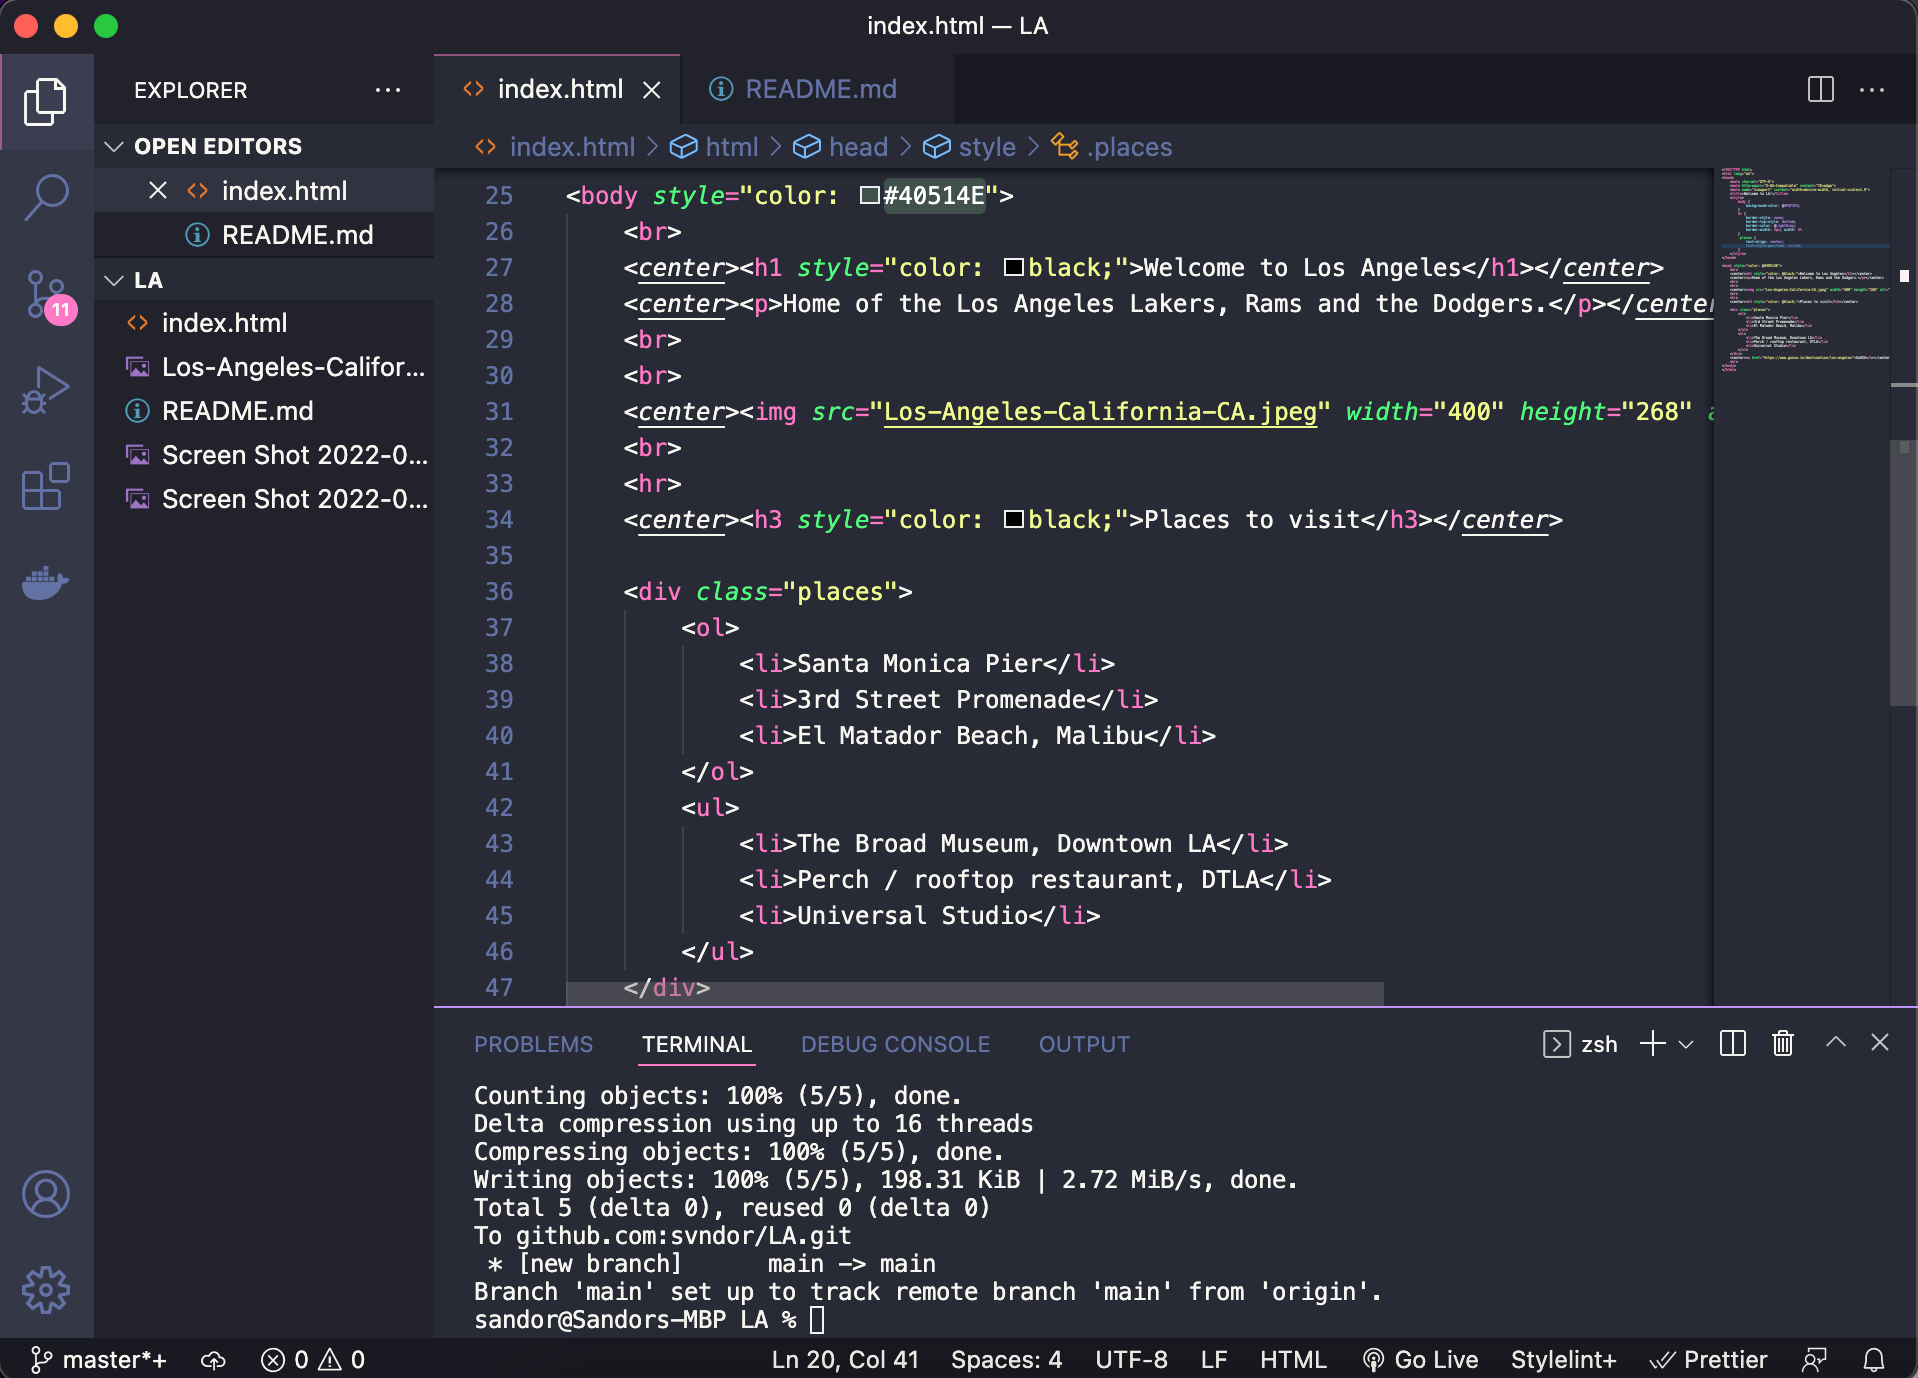 index.html — LA
EXPLORER
index.html
README.md
OPEN EDITORS
index.html > html > head > style > .places
index.html
README.md
LA
11
index.html
Los-Angeles-Califor...
README.md
Screen Shot 2022-0...
Screen Shot 2022-0...
25 <body style="color: #40514E">
26 <br>
27 <center><h1 style="color: black;">Welcome to Los Angeles</h1></center>
28 <center><p>Home of the Los Angeles Lakers, Rams and the Dodgers.</p></center
29 <br>
30 <br>
31 <center><img src="Los-Angeles-California-CA.jpeg" width="400" height="268" a
32 <br>
33 <hr>
34 <center><h3 style="color: black;">Places to visit</h3></center>
35
36 <div class="places">
37 <ol>
38 <li>Santa Monica Pier</li>
39 <li>3rd Street Promenade</li>
40 <li>El Matador Beach, Malibu</li>
41 </ol>
42 <ul>
43 <li>The Broad Museum, Downtown LA</li>
44 <li>Perch / rooftop restaurant, DTLA</li>
45 <li>Universal Studio</li>
46 </ul>
47 </div>
PROBLEMS TERMINAL DEBUG CONSOLE OUTPUT zsh
Counting objects: 100% (5/5), done.
Delta compression using up to 16 threads
Compressing objects: 100% (5/5), done.
Writing objects: 100% (5/5), 198.31 KiB | 2.72 MiB/s, done.
Total 5 (delta 0), reused 0 (delta 0)
To github.com:svndor/LA.git
* [new branch] main -> main
Branch 'main' set up to track remote branch 'main' from 'origin'.
sandor@Sandors-MBP LA %
master*+ 0 0 Ln 20, Col 41 Spaces: 4 UTF-8 LF HTML Go Live Stylelint+ Prettier